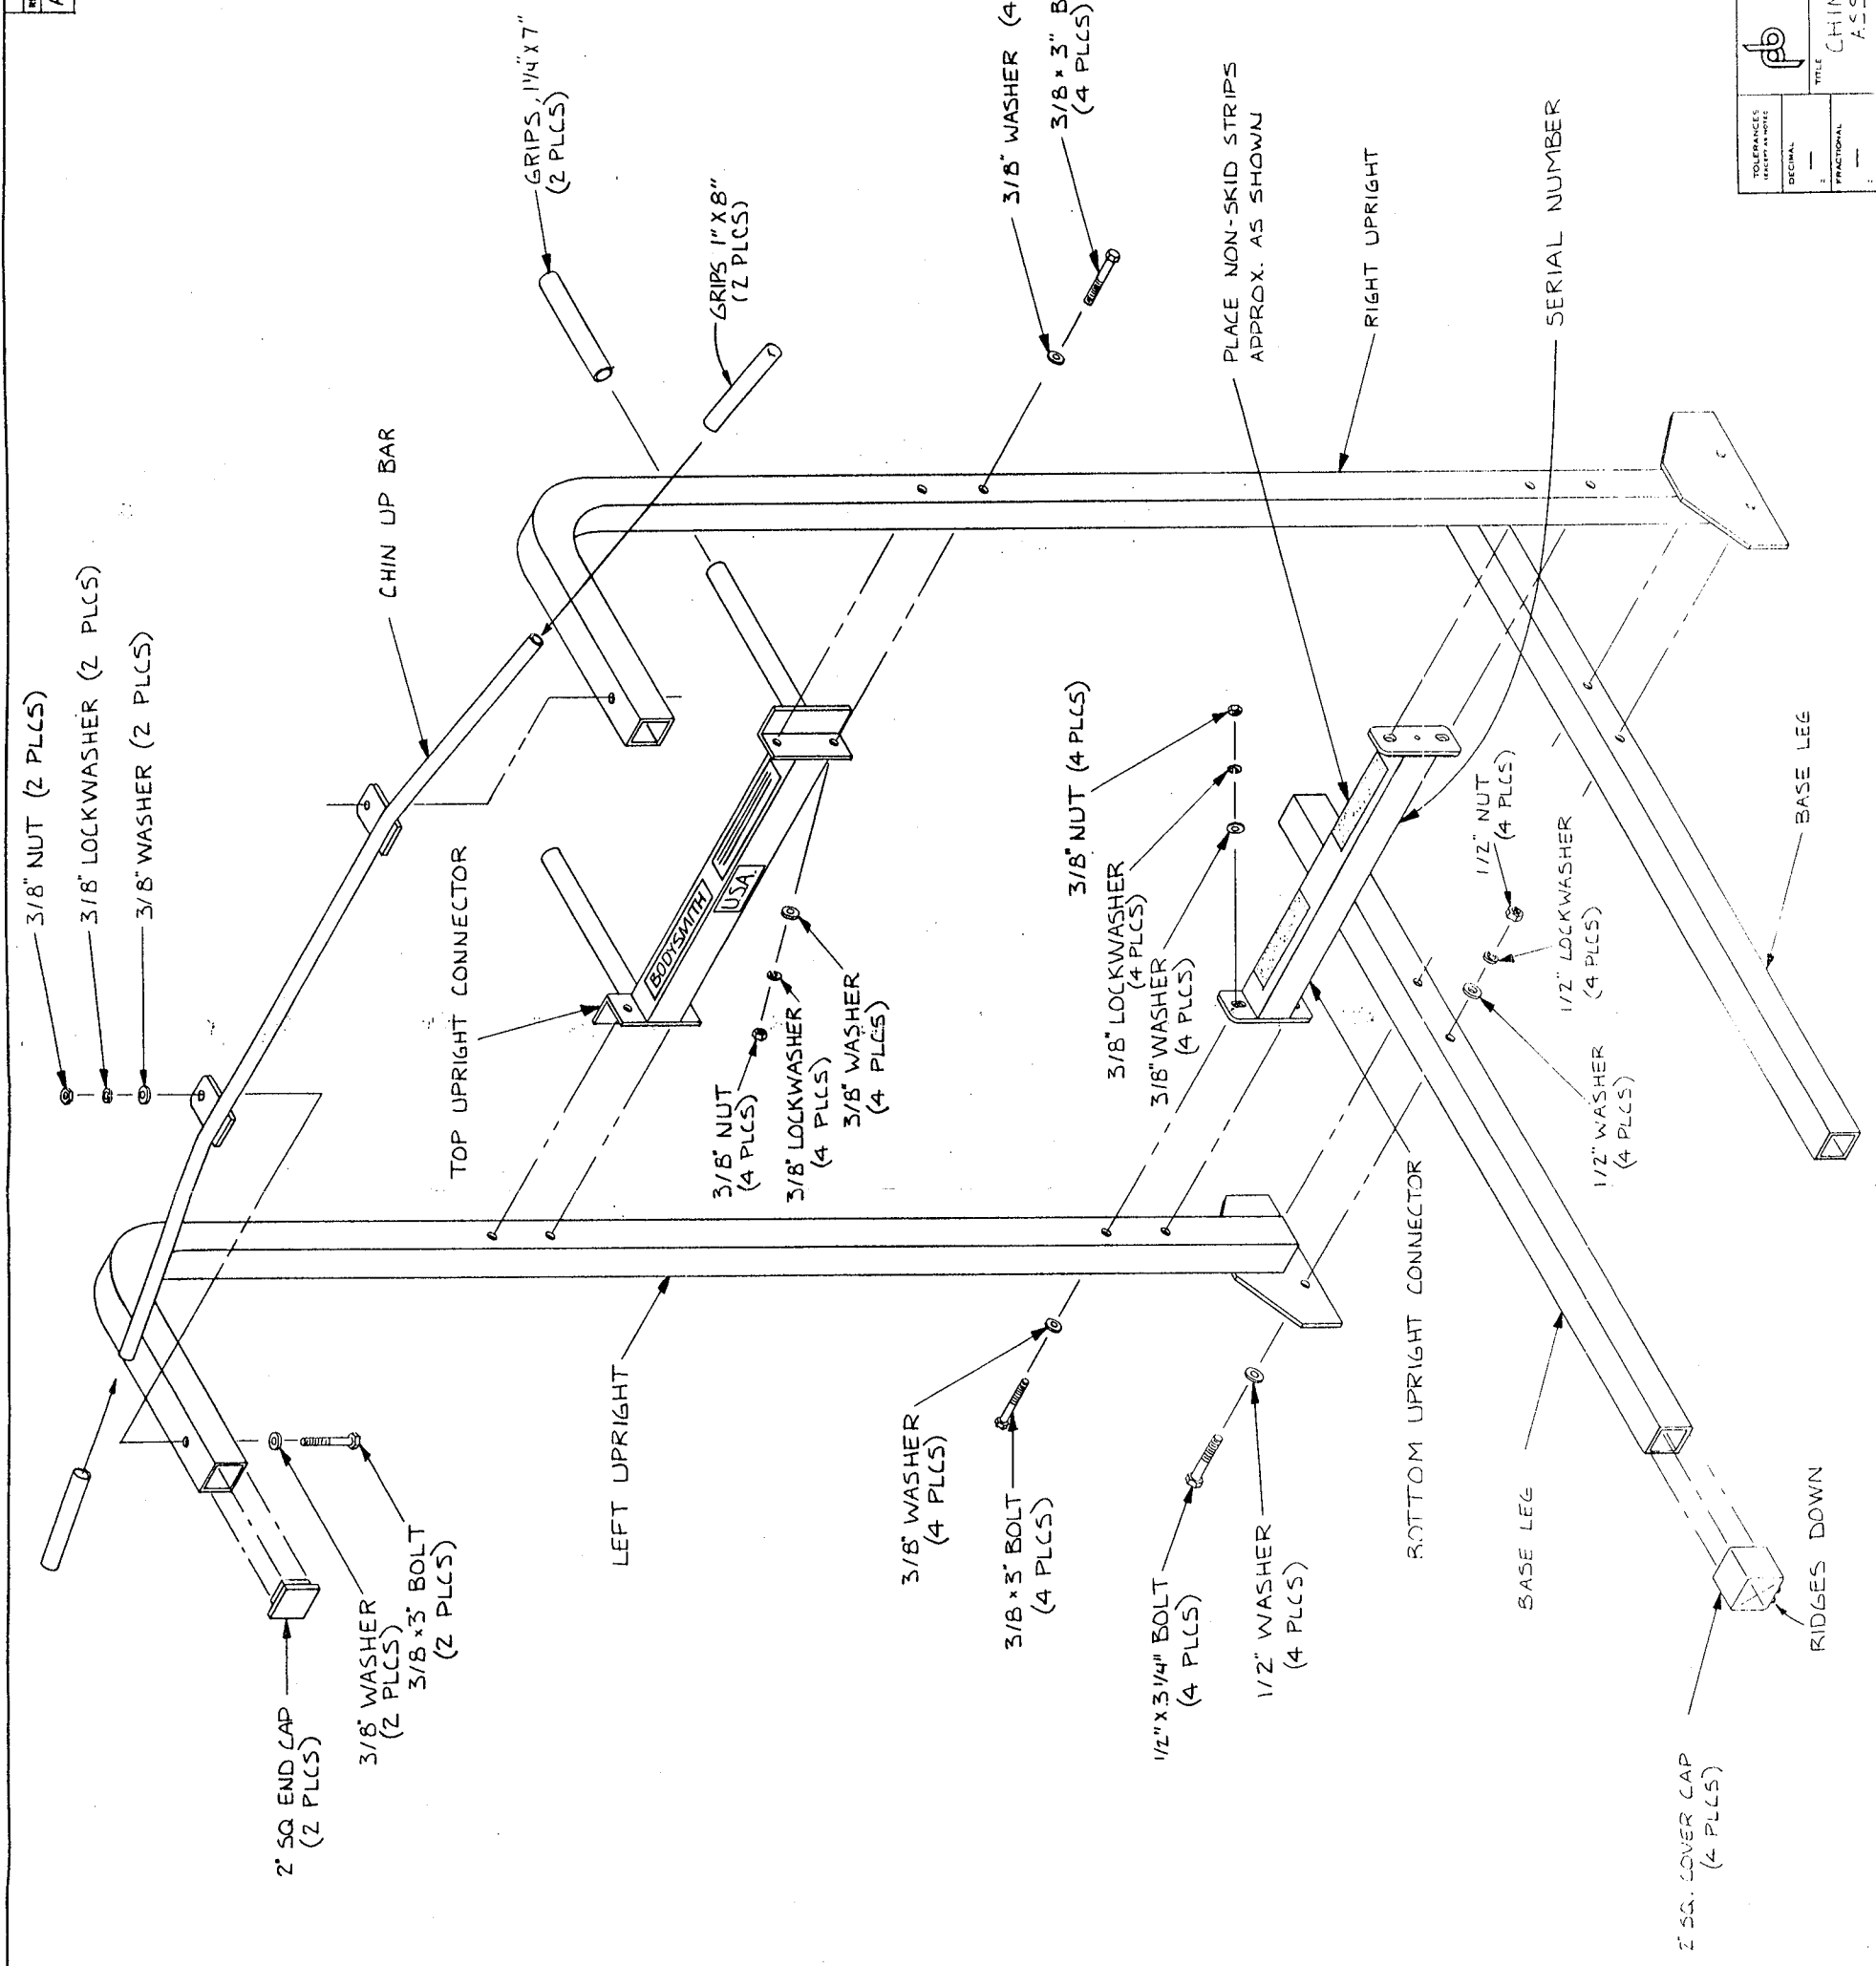 3/8" NUT (2 PLCS)
3/8" LOCKWASHER (2 PLCS)
3/8" WASHER (2 PLCS)
CHIN UP BAR
GRIPS, 1 1/4" X 7"
(2 PLCS)
GRIPS 1" X 8"
(2 PLCS)
TOP UPRIGHT CONNECTOR
BODYSMITH
U.S.A.
3/8" NUT
(4 PLCS)
3/8" LOCKWASHER
(4 PLCS)
3/8" WASHER
(4 PLCS)
3/8" WASHER (4
3/8 x 3" B
(4 PLCS)
PLACE NON-SKID STRIPS
APPROX. AS SHOWN
RIGHT UPRIGHT
SERIAL NUMBER
3/8" NUT (4 PLCS)
3/8" LOCKWASHER
(4 PLCS)
3/8" WASHER
(4 PLCS)
1/2" NUT
(4 PLCS)
1/2" LOCKWASHER
(4 PLCS)
1/2" WASHER
(4 PLCS)
BASE LEG
2" SQ END CAP
(2 PLCS)
3/8" WASHER
(2 PLCS)
3/8 x 3" BOLT
(2 PLCS)
LEFT UPRIGHT
3/8" WASHER
(4 PLCS)
3/8 x 3" BOLT
(4 PLCS)
1/2" X 3 1/4" BOLT
(4 PLCS)
1/2" WASHER
(4 PLCS)
BOTTOM UPRIGHT CONNECTOR
BASE LEG
2" SQ. COVER CAP
(4 PLCS)
RIDGES DOWN
TOLERANCES
DECIMAL
FRACTIONAL
TITLE
CHIN
ASS